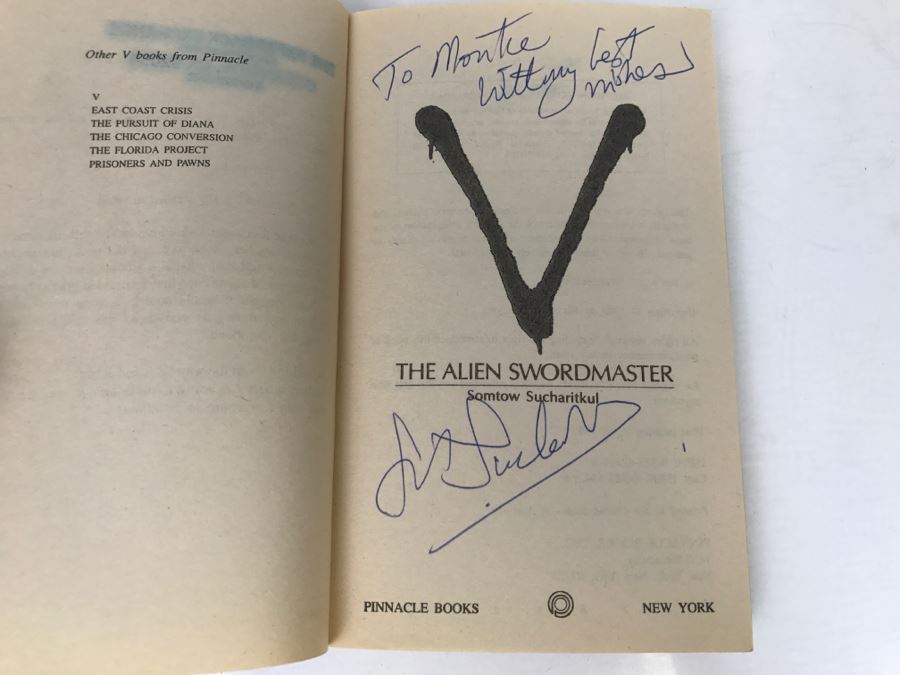 Other V books from Pinnacle
V
EAST COAST CRISIS
THE PURSUIT OF DIANA
THE CHICAGO CONVERSION
THE FLORIDA PROJECT
PRISONERS AND PAWNS
To Montie
with my best
wishes
V
THE ALIEN SWORDMASTER
Somtow Sucharitkul
PINNACLE BOOKS
NEW YORK